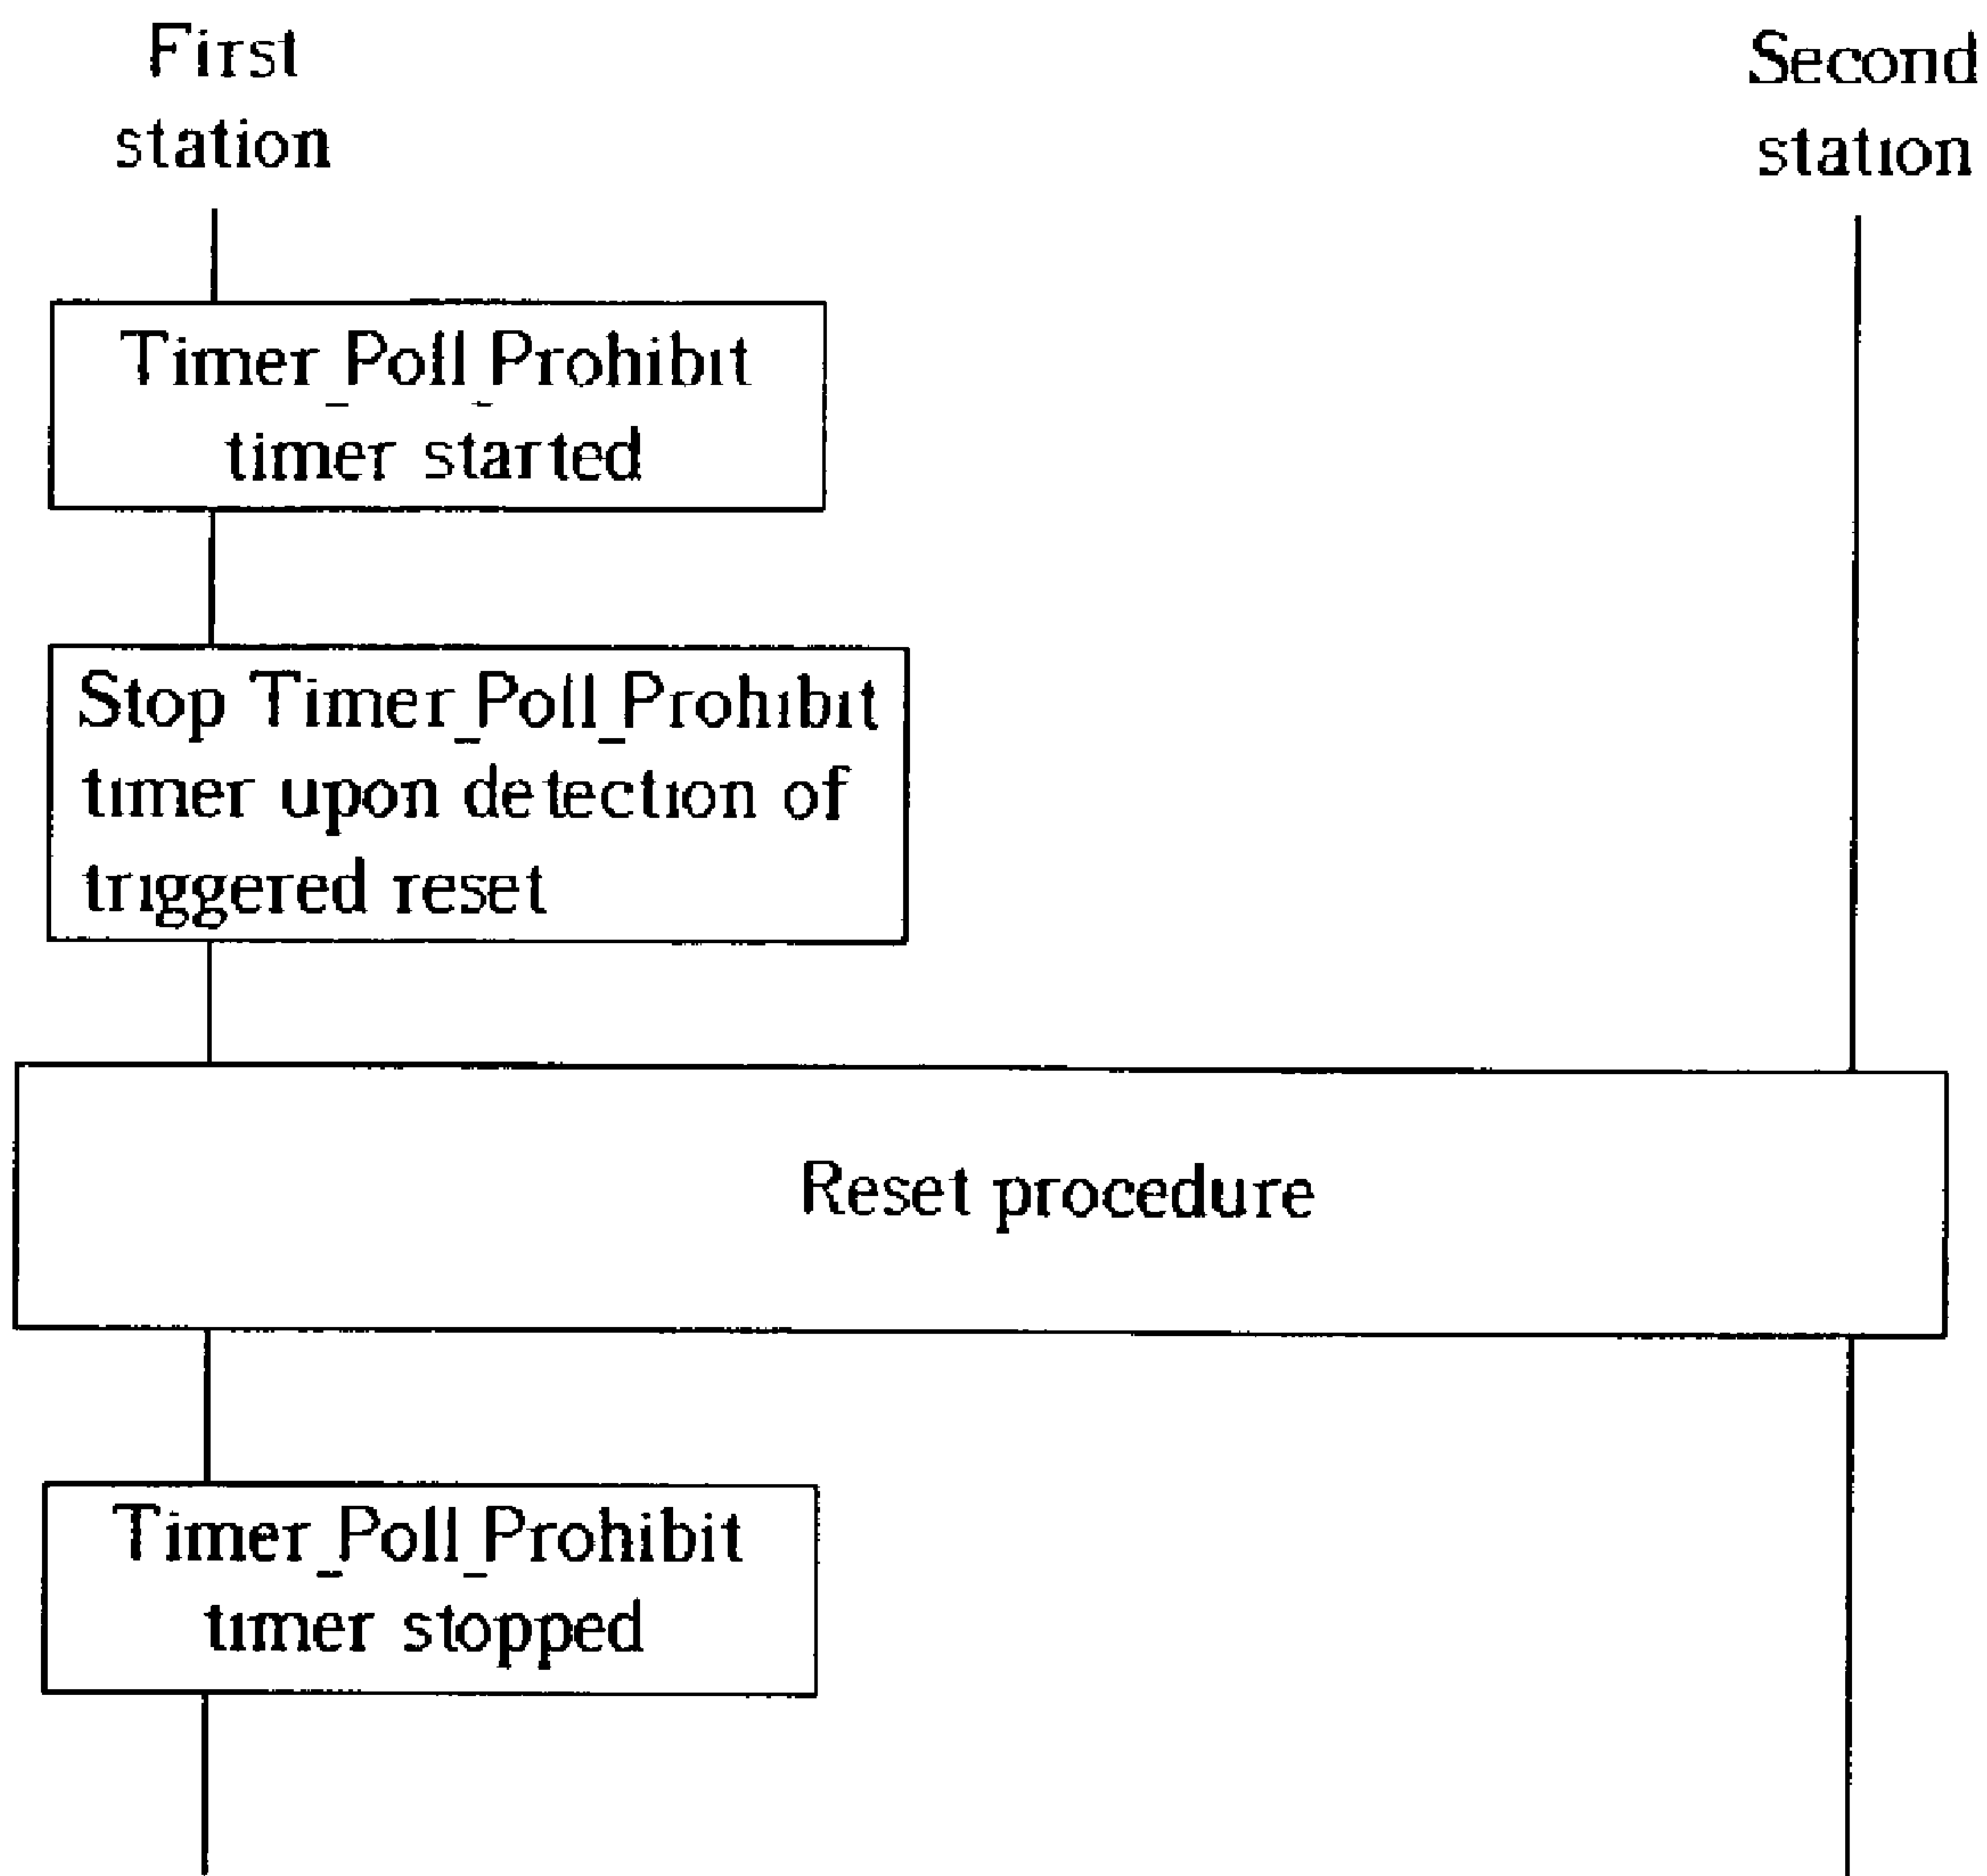 First
station
Second
station
Timer_Poll_Prohibit
timer started
Stop Timer_Poll_Prohibit
timer upon detection of
triggered reset
Reset procedure
Timer_Poll_Prohibit
timer stopped